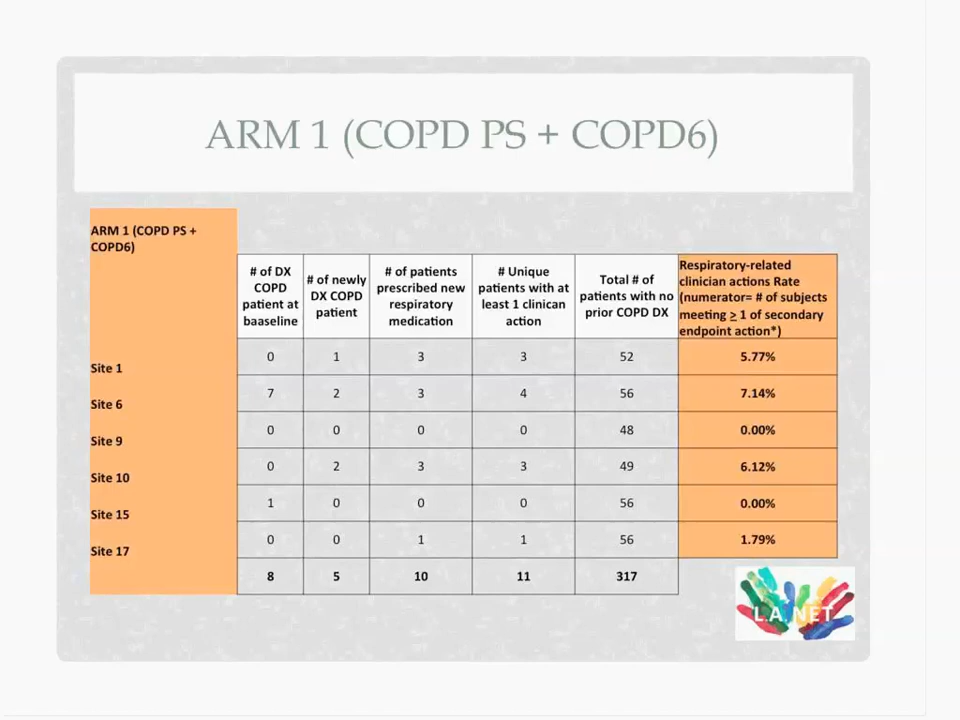 ARM 1 (COPD PS + COPD6)
ARM 1 (COPD PS +
COPD6)
# of DX
COPD
patient at
baaseline
# of newly
DX COPD
patient
# of patients
prescribed new
respiratory
medication
# Unique
patients with at
least 1 clinican
action
Total # of
patients with no
prior COPD DX
Respiratory-related
clinician actions Rate
(numerator= # of subjects
meeting ≥ 1 of secondary
endpoint action*)
Site 1 0 1 3 3 52 5.77%
Site 6 7 2 3 4 56 7.14%
Site 9 0 0 0 0 48 0.00%
Site 10 0 2 3 3 49 6.12%
Site 15 1 0 0 0 56 0.00%
Site 17 0 0 1 1 56 1.79%
8 5 10 11 317
L.A. NET